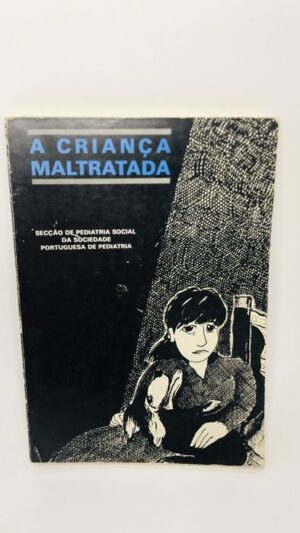 A CRIANÇA
MALTRATADA
SECÇÃO DE PEDIATRIA SOCIAL
DA SOCIEDADE
PORTUGUESA DE PEDIATRIA